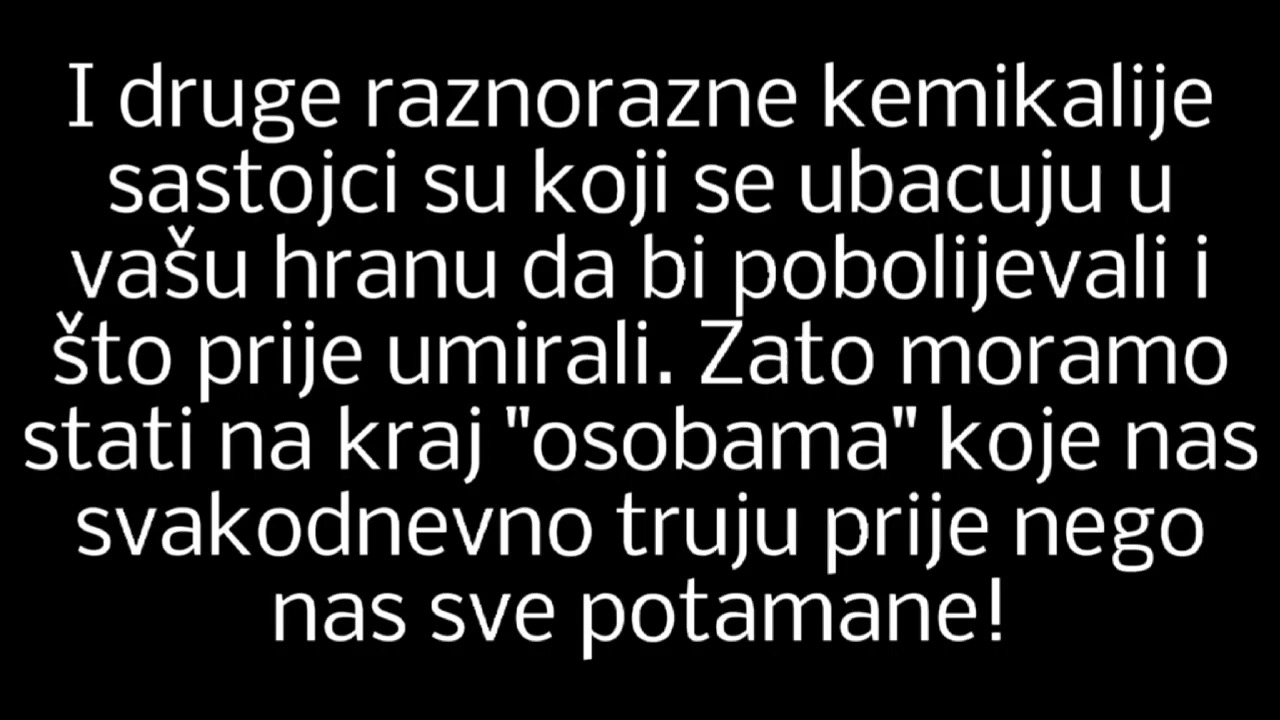 I druge raznorazne kemikalije
sastojci su koji se ubacuju u
vašu hranu da bi pobolijevali i
što prije umirali. Zato moramo
stati na kraj "osobama" koje nas
svakodnevno truju prije nego
nas sve potamane!